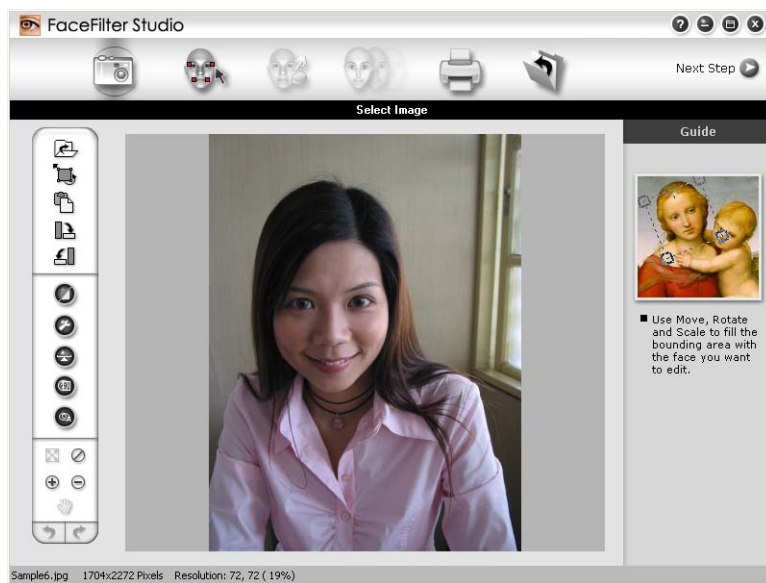 FaceFilter Studio
Next Step
Select Image
Guide
Use Move, Rotate
and Scale to fill the
bounding area with
the face you want
to edit.
Sample6.jpg 1704x2272 Pixels Resolution: 72, 72 ( 19%)